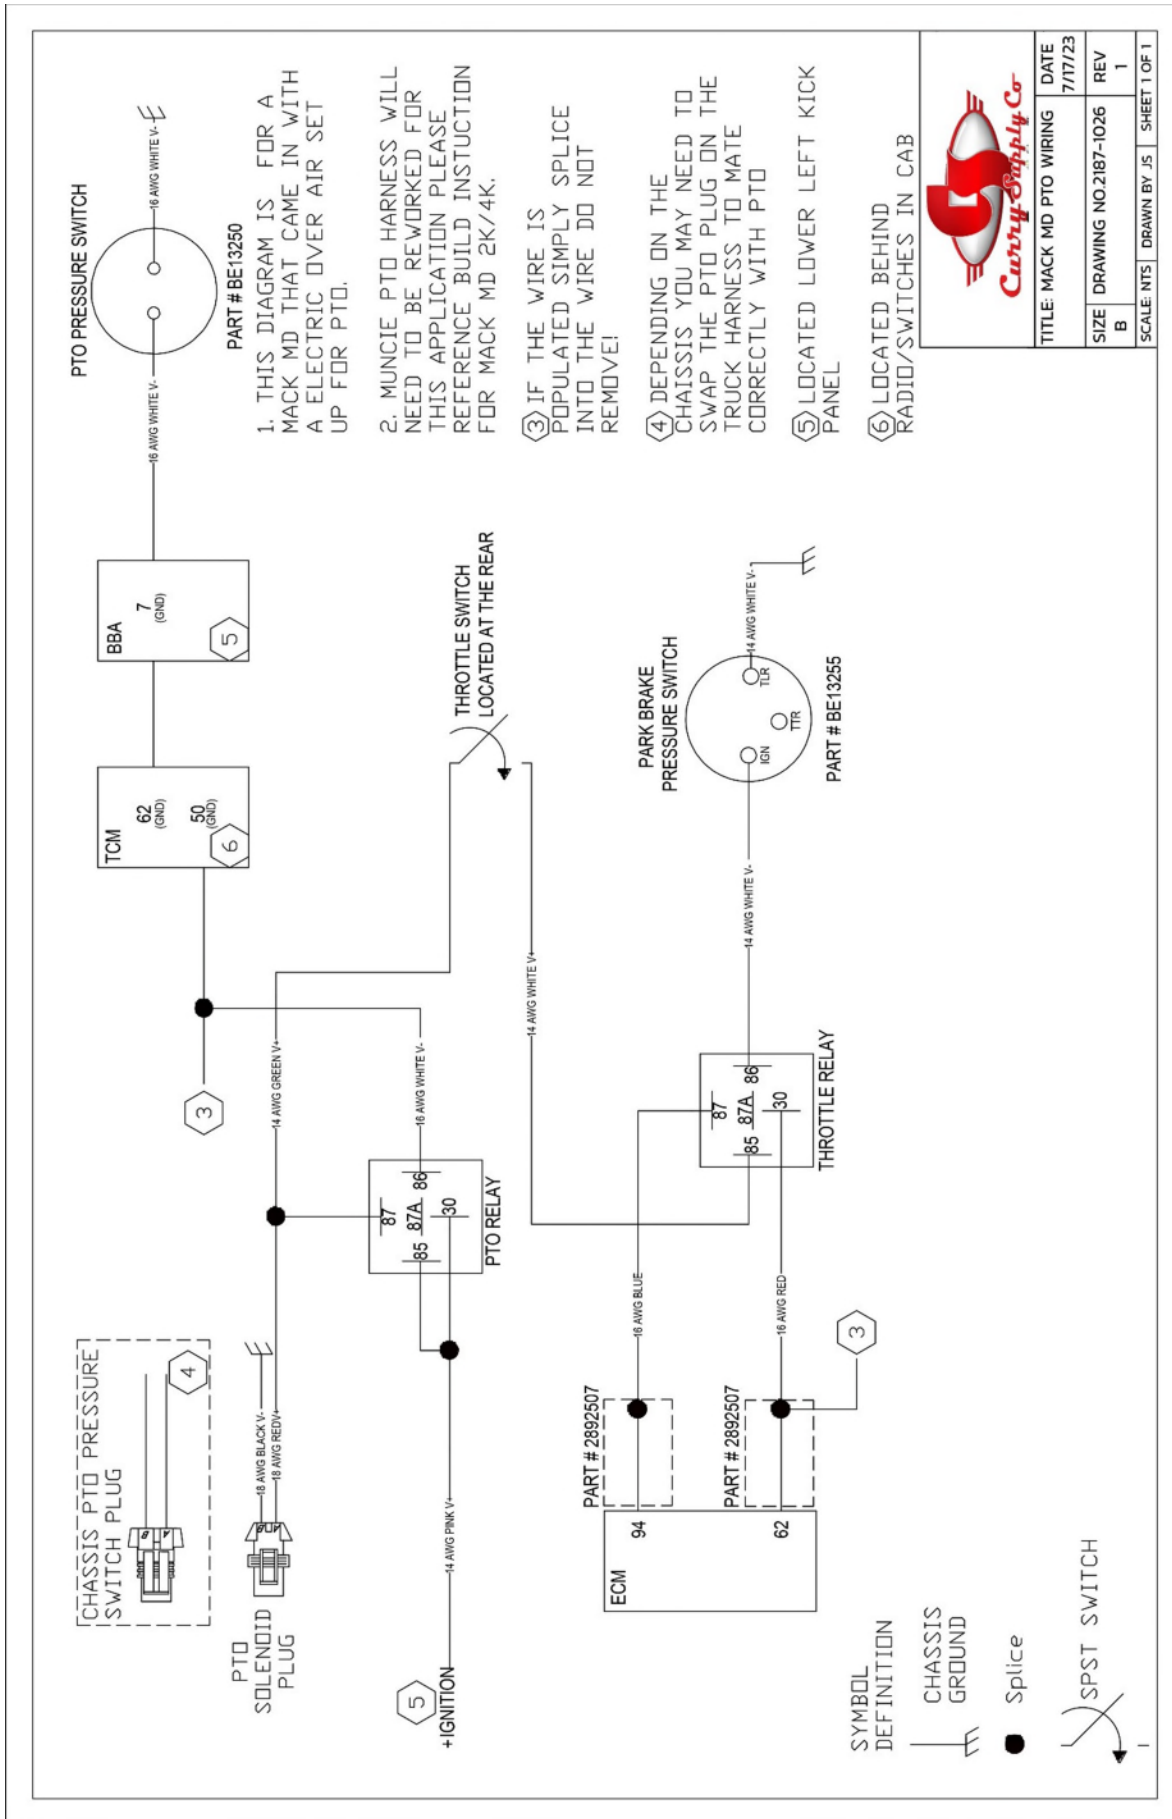 CHASSIS PTO PRESSURE
SWITCH PLUG
B
A
4
PTO
SOLENOID
PLUG
B
A
18 AWG BLACK V-
18 AWG REDV+
14 AWG GREEN V+
3
TCM
62
(GND)
50
(GND)
6
BBA
7
(GND)
5
16 AWG WHITE V-
PTO PRESSURE SWITCH
16 AWG WHITE V-
PART # BE13250
5
+IGNITION
14 AWG PINK V+
87
85
87A
86
30
PTO RELAY
16 AWG WHITE V-
THROTTLE SWITCH
LOCATED AT THE REAR
14 AWG WHITE V+
ECM
94
62
PART # 2892507
PART # 2892507
16 AWG BLUE
16 AWG RED
3
87
85
87A
86
30
THROTTLE RELAY
14 AWG WHITE V-
PARK BRAKE
PRESSURE SWITCH
IGN
TTR
TLR
14 AWG WHITE V-
PART # BE13255
1. THIS DIAGRAM IS FOR A
MACK MD THAT CAME IN WITH
A ELECTRIC OVER AIR SET
UP FOR PTO.
2. MUNCIE PTO HARNESS WILL
NEED TO BE REWORKED FOR
THIS APPLICATION PLEASE
REFERENCE BUILD INSTUCTION
FOR MACK MD 2K/4K.
3 IF THE WIRE IS
POPULATED SIMPLY SPLICE
INTO THE WIRE DO NOT
REMOVE!
4 DEPENDING ON THE
CHAISSIS YOU MAY NEED TO
SWAP THE PTO PLUG ON THE
TRUCK HARNESS TO MATE
CORRECTLY WITH PTO
5 LOCATED LOWER LEFT KICK
PANEL
6 LOCATED BEHIND
RADIO/SWITCHES IN CAB
SYMBOL
DEFINITION
CHASSIS
GROUND
Splice
SPST SWITCH
Curry Supply Co
TITLE: MACK MD PTO WIRING
DATE
7/17/23
SIZE
B
DRAWING NO.2187-1026
REV
1
SCALE: NTS
DRAWN BY JS
SHEET 1 OF 1